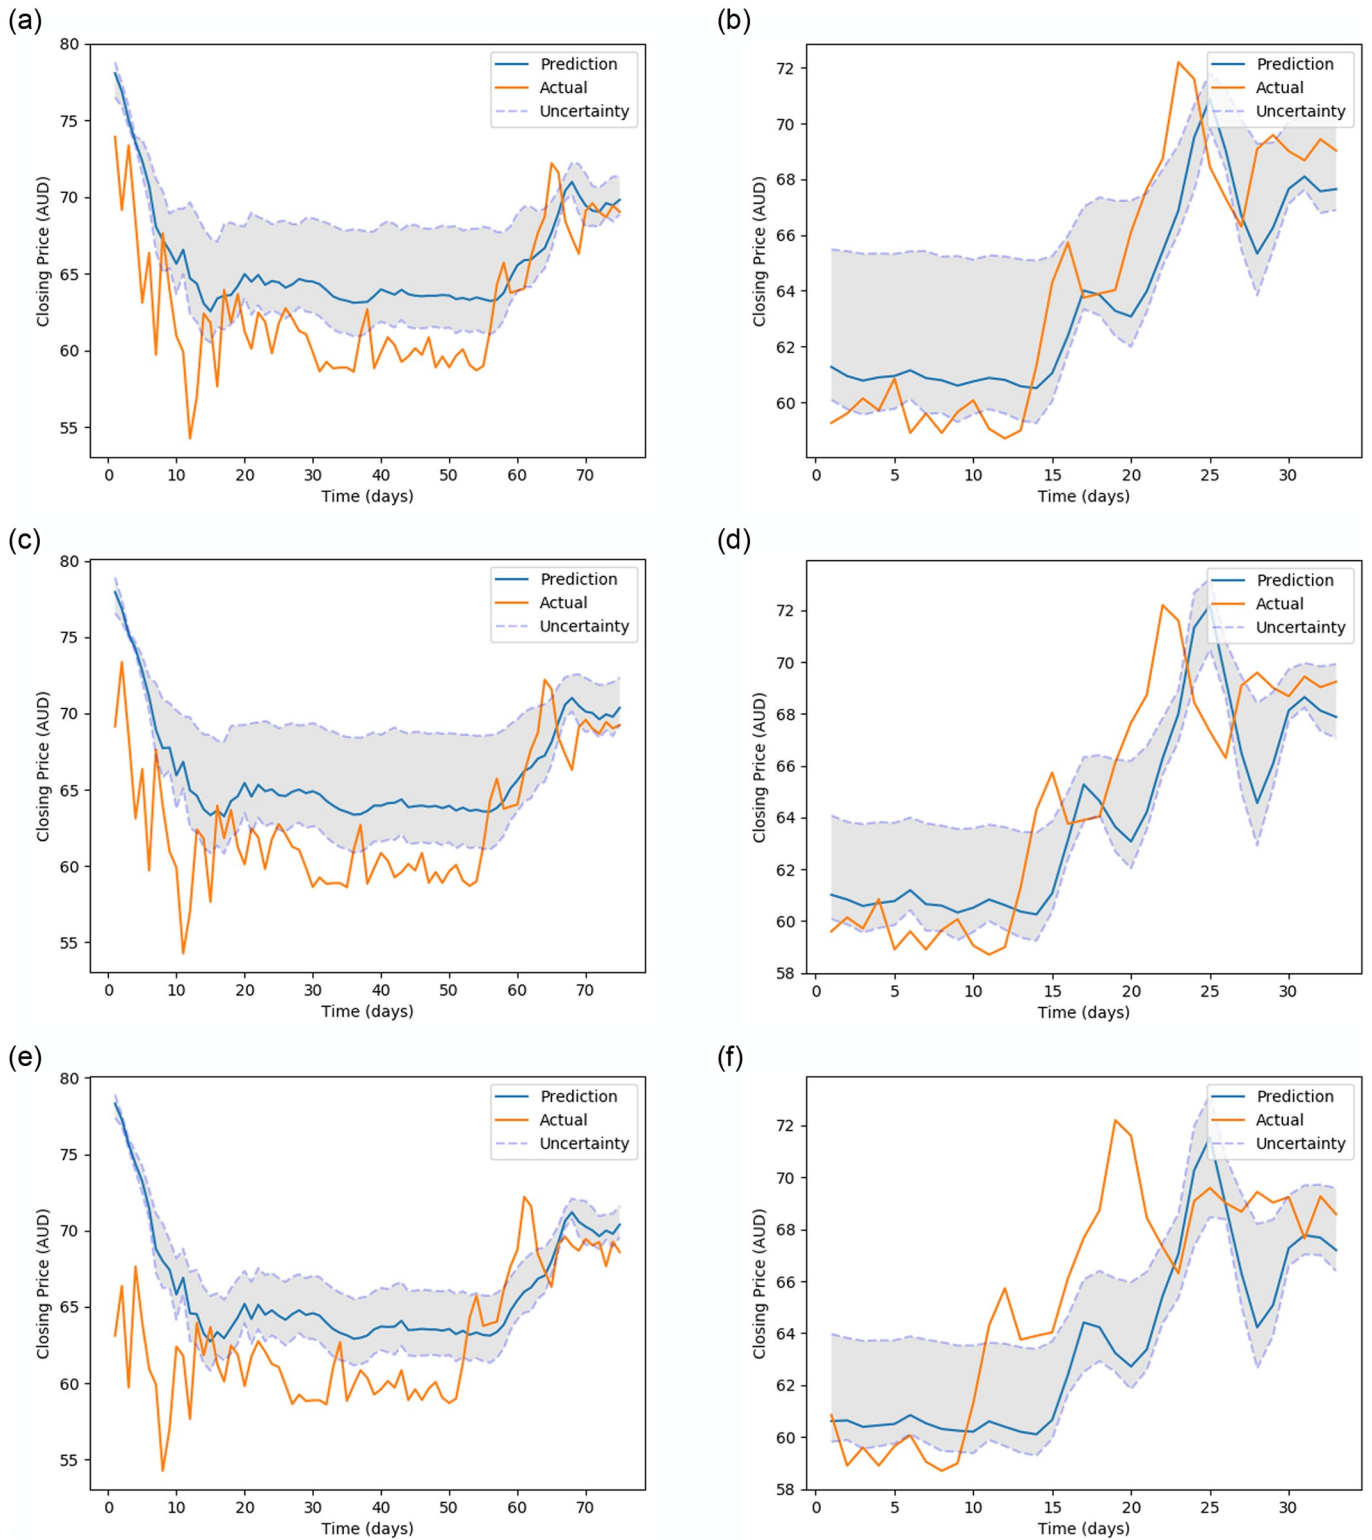 (a)
80
75
70
65
60
55
Closing Price (AUD)
0 10 20 30 40 50 60 70
Time (days)
Prediction
Actual
Uncertainty
(b)
72
70
68
66
64
62
60
Closing Price (AUD)
0 5 10 15 20 25 30
Time (days)
Prediction
Actual
Uncertainty
(c)
80
75
70
65
60
55
Closing Price (AUD)
0 10 20 30 40 50 60 70
Time (days)
Prediction
Actual
Uncertainty
(d)
72
70
68
66
64
62
60
58
Closing Price (AUD)
0 5 10 15 20 25 30
Time (days)
Prediction
Actual
Uncertainty
(e)
80
75
70
65
60
55
Closing Price (AUD)
0 10 20 30 40 50 60 70
Time (days)
Prediction
Actual
Uncertainty
(f)
72
70
68
66
64
62
60
58
Closing Price (AUD)
0 5 10 15 20 25 30
Time (days)
Prediction
Actual
Uncertainty